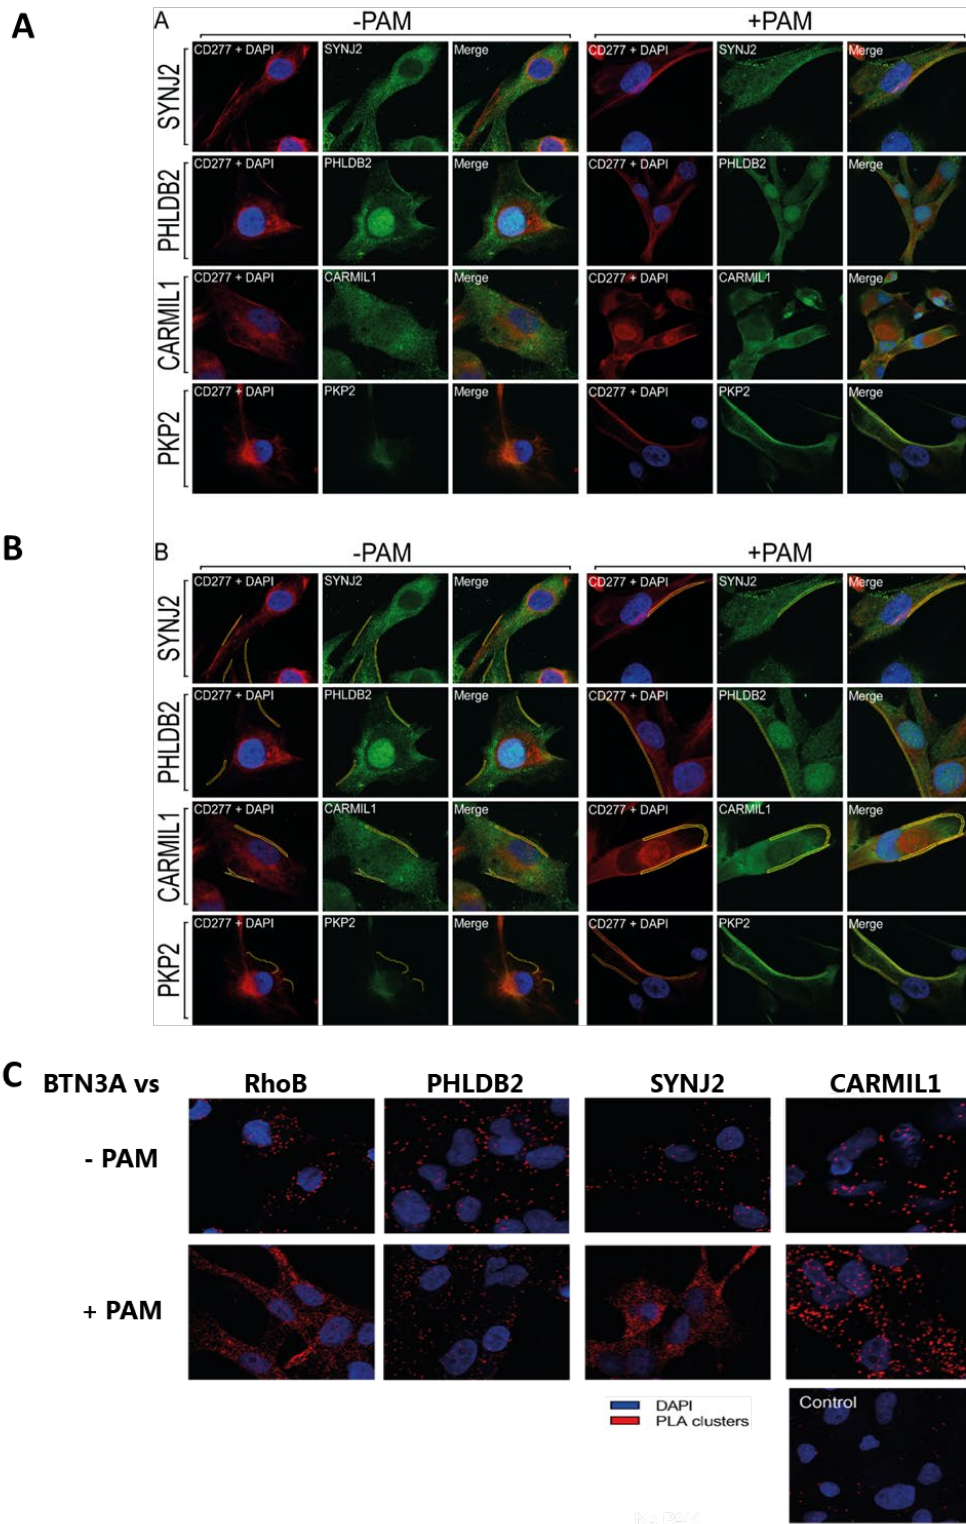 A
A -PAM +PAM
SYNJ2 CD277 + DAPI SYNJ2 Merge CD277 + DAPI SYNJ2 Merge
PHLDB2 CD277 + DAPI PHLDB2 Merge CD277 + DAPI PHLDB2 Merge
CARMIL1 CD277 + DAPI CARMIL1 Merge CD277 + DAPI CARMIL1 Merge
PKP2 CD277 + DAPI PKP2 Merge CD277 + DAPI PKP2 Merge
B
B -PAM +PAM
SYNJ2 CD277 + DAPI SYNJ2 Merge CD277 + DAPI SYNJ2 Merge
PHLDB2 CD277 + DAPI PHLDB2 Merge CD277 + DAPI PHLDB2 Merge
CARMIL1 CD277 + DAPI CARMIL1 Merge CD277 + DAPI CARMIL1 Merge
PKP2 CD277 + DAPI PKP2 Merge CD277 + DAPI PKP2 Merge
C BTN3A vs RhoB PHLDB2 SYNJ2 CARMIL1
- PAM
+ PAM
DAPI
PLA clusters
Control
No PAM